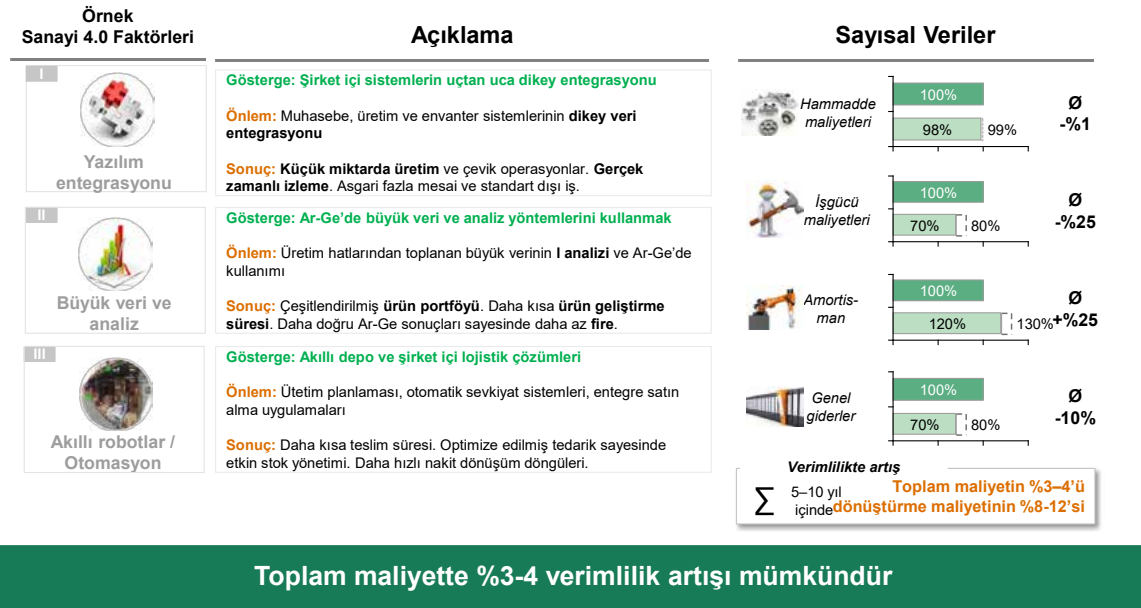 Örnek
Sanayi 4.0 Faktörleri
Açıklama
Sayısal Veriler
I
Yazılım
entegrasyonu
Gösterge: Şirket içi sistemlerin uçtan uca dikey entegrasyonu
Önlem: Muhasebe, üretim ve envanter sistemlerinin dikey veri
entegrasyonu
Sonuç: Küçük miktarda üretim ve çevik operasyonlar. Gerçek
zamanlı izleme. Asgari fazla mesai ve standart dışı iş.
II
Büyük veri ve
analiz
Gösterge: Ar-Ge’de büyük veri ve analiz yöntemlerini kullanmak
Önlem: Üretim hatlarından toplanan büyük verinin I analizi ve Ar-Ge’de
kullanımı
Sonuç: Çeşitlendirilmiş ürün portföyü. Daha kısa ürün geliştirme
süresi. Daha doğru Ar-Ge sonuçları sayesinde daha az fire.
III
Akıllı robotlar /
Otomasyon
Gösterge: Akıllı depo ve şirket içi lojistik çözümleri
Önlem: Ütetim planlaması, otomatik sevkiyat sistemleri, entegre satın
alma uygulamaları
Sonuç: Daha kısa teslim süresi. Optimize edilmiş tedarik sayesinde
etkin stok yönetimi. Daha hızlı nakit dönüşüm döngüleri.
Hammadde
maliyetleri
100%
98% 99%
Ø
-%1
İşgücü
maliyetleri
100%
70% 80%
Ø
-%25
Amortis-
man
100%
120% 130%
Ø
+%25
Genel
giderler
100%
70% 80%
Ø
-10%
Verimlilikte artış
∑
5–10 yıl
içinde
Toplam maliyetin %3–4’ü
dönüştürme maliyetinin %8-12’si
Toplam maliyette %3-4 verimlilik artışı mümkündür